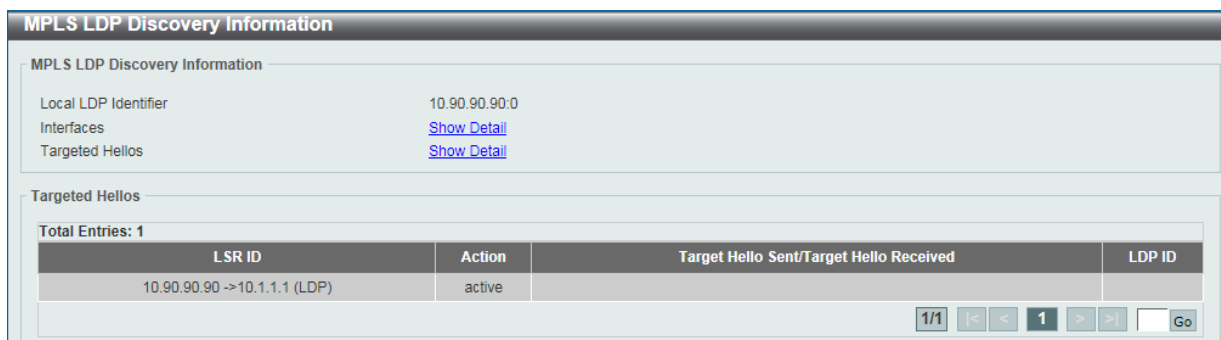 MPLS LDP Discovery Information
MPLS LDP Discovery Information
Local LDP Identifier 10.90.90.90:0
Interfaces Show Detail
Targeted Hellos Show Detail
Targeted Hellos
Total Entries: 1
LSR ID Action Target Hello Sent/Target Hello Received LDP ID
10.90.90.90 ->10.1.1.1 (LDP) active
1/1 |< < 1 > >| Go